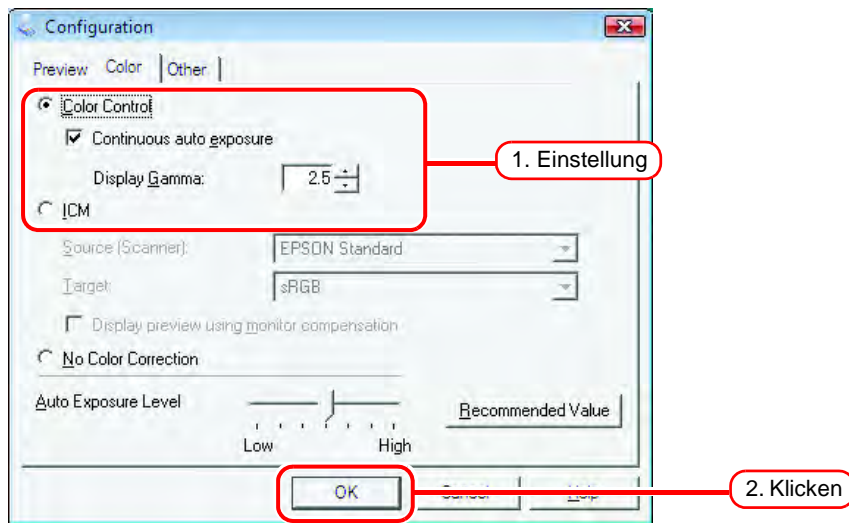 Configuration
Preview Color Other
Color Control
Continuous auto exposure
1. Einstellung
Display Gamma: 2.5
ICM
Source (Scanner): EPSON Standard
Target: sRGB
Display preview using monitor compensation
No Color Correction
Auto Exposure Level
Recommended Value
Low High
OK Cancel Help
2. Klicken